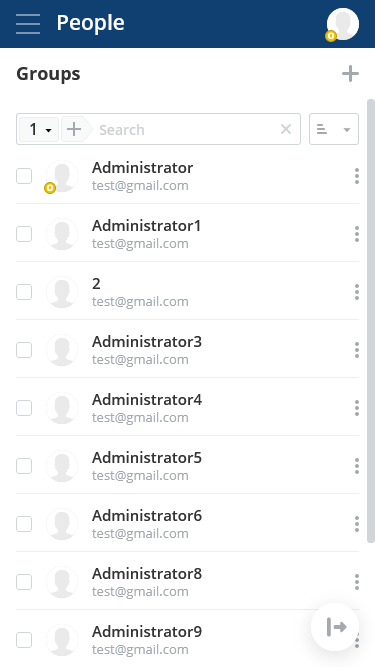 People
Groups
1
Search
Administrator
test@gmail.com
Administrator1
test@gmail.com
2
test@gmail.com
Administrator3
test@gmail.com
Administrator4
test@gmail.com
Administrator5
test@gmail.com
Administrator6
test@gmail.com
Administrator8
test@gmail.com
Administrator9
test@gmail.com